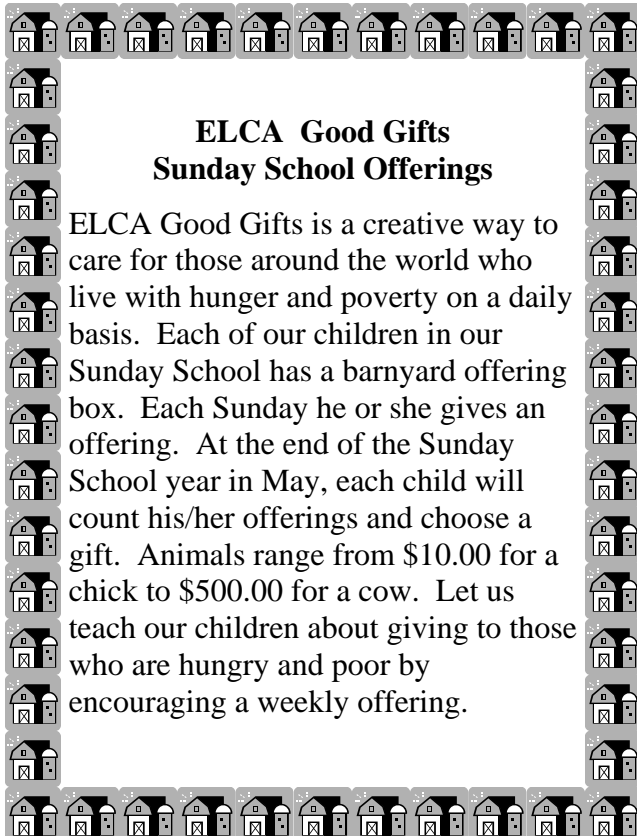 ELCA  Good Gifts
Sunday School Offerings
ELCA Good Gifts is a creative way to
care for those around the world who
live with hunger and poverty on a daily
basis.  Each of our children in our
Sunday School has a barnyard offering
box.  Each Sunday he or she gives an
offering.  At the end of the Sunday
School year in May, each child will
count his/her offerings and choose a
gift.  Animals range from $10.00 for a
chick to $500.00 for a cow.  Let us
teach our children about giving to those
who are hungry and poor by
encouraging a weekly offering.